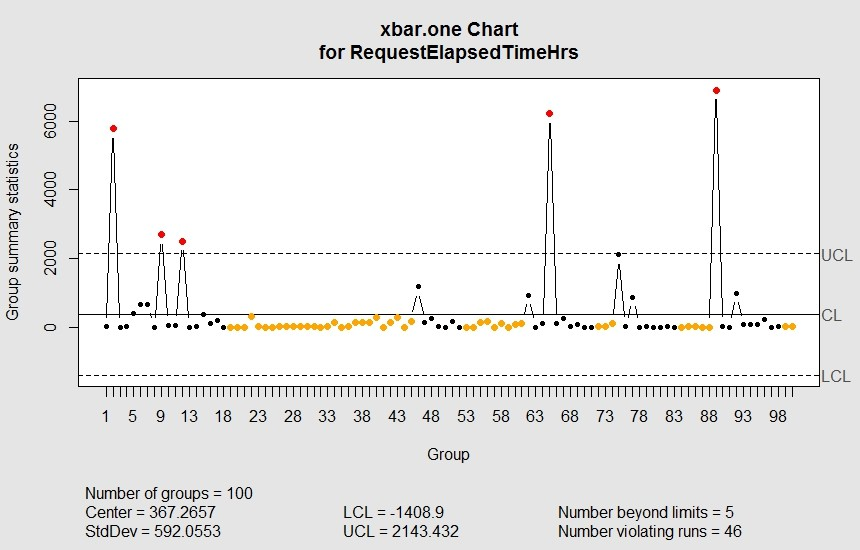 xbar.one Chart
for RequestElapsedTimeHrs
Group summary statistics
6000
4000
2000
0
UCL
CL
LCL
1 5 9 13 18 23 28 33 38 43 48 53 58 63 68 73 78 83 88 93 98
Group
Number of groups = 100
Center = 367.2657 LCL = -1408.9 Number beyond limits = 5
StdDev = 592.0553 UCL = 2143.432 Number violating runs = 46